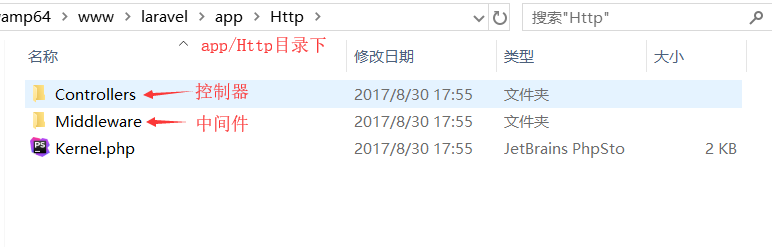 amp64 > www > laravel > app > Http >
搜索"Http"
app/Http目录下
名称 修改日期 类型 大小
Controllers 控制器 2017/8/30 17:55 文件夹
Middleware 中间件 2017/8/30 17:55 文件夹
PS Kernel.php 2017/8/30 17:55 JetBrains PhpSto 2 KB